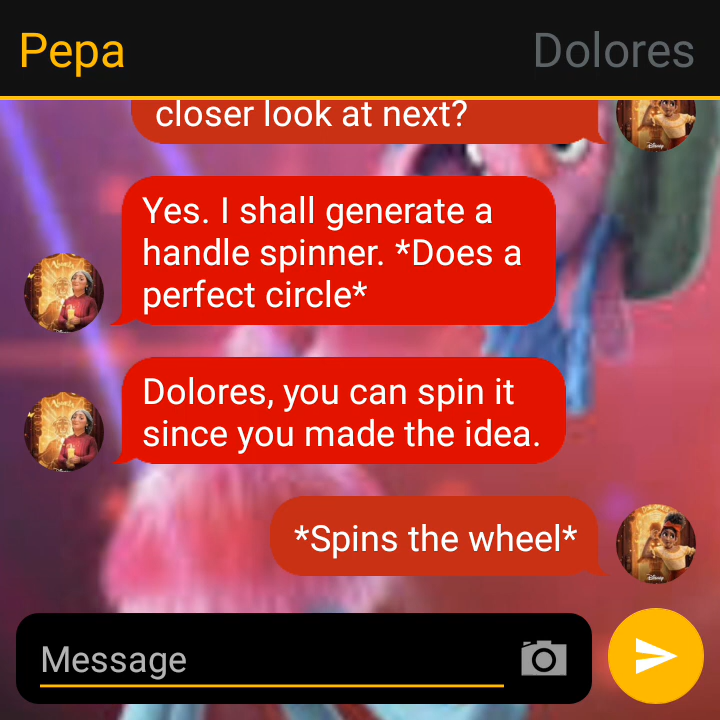 Pepa
Dolores
closer look at next?
Yes. I shall generate a
handle spinner. *Does a
perfect circle*
Dolores, you can spin it
since you made the idea.
*Spins the wheel*
Message